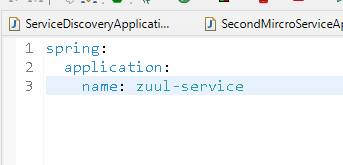 ServiceDiscoveryApplicati...
SecondMircroServiceAp
1 spring:
2   application:
3     name: zuul-service